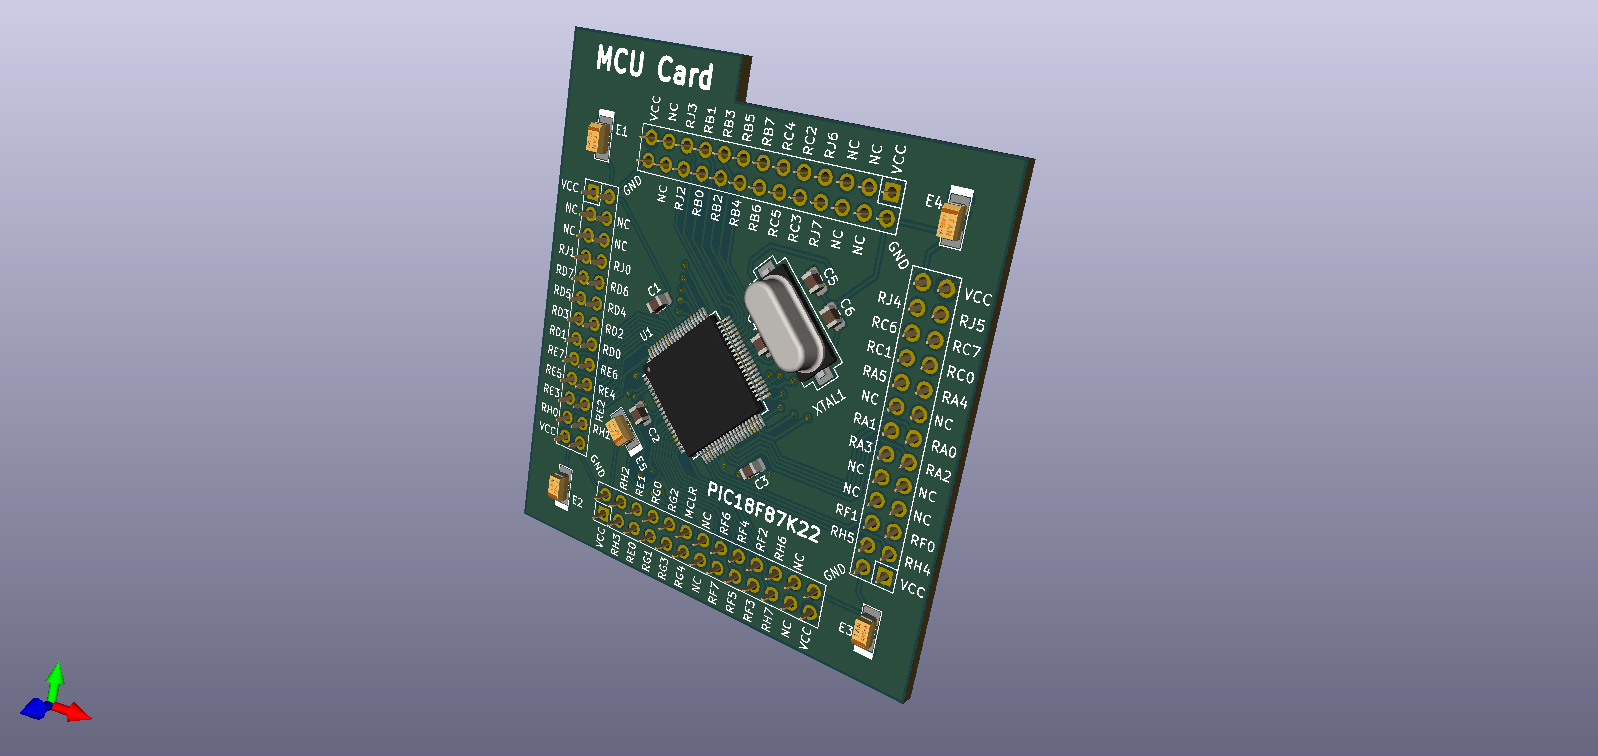 MCU Card
E1
VCC
NC
RJ3
RB1
RB3
RB5
RB7
RC4
RC2
RJ6
NC
NC
VCC
GND
NC
RJ2
RB0
RB2
RB4
RB6
RC5
RC3
RJ7
NC
NC
GND
E4
VCC
NC
NC
RJ1
RD7
RD5
RD3
RD1
RE7
RE5
RE3
RH0
VCC
NC
NC
RJ0
RD6
RD4
RD2
RD0
RE6
RE4
RE2
RH1
GND
C1
U1
C5
C6
XTAL1
C2
E5
C3
RJ4
RC6
RC1
RA5
NC
RA1
RA3
NC
NC
RF1
RH5
GND
VCC
RJ5
RC7
RC0
RA4
NC
RA0
RA2
NC
NC
RF0
RH4
VCC
PIC18F87K22
E2
RH2
RE1
RG0
RG2
MCLR
NC
RF6
RF4
RF2
RH6
NC
VCC
RH3
RE0
RG1
RG3
RG4
NC
RF7
RF5
RF3
RH7
NC
VCC
E3